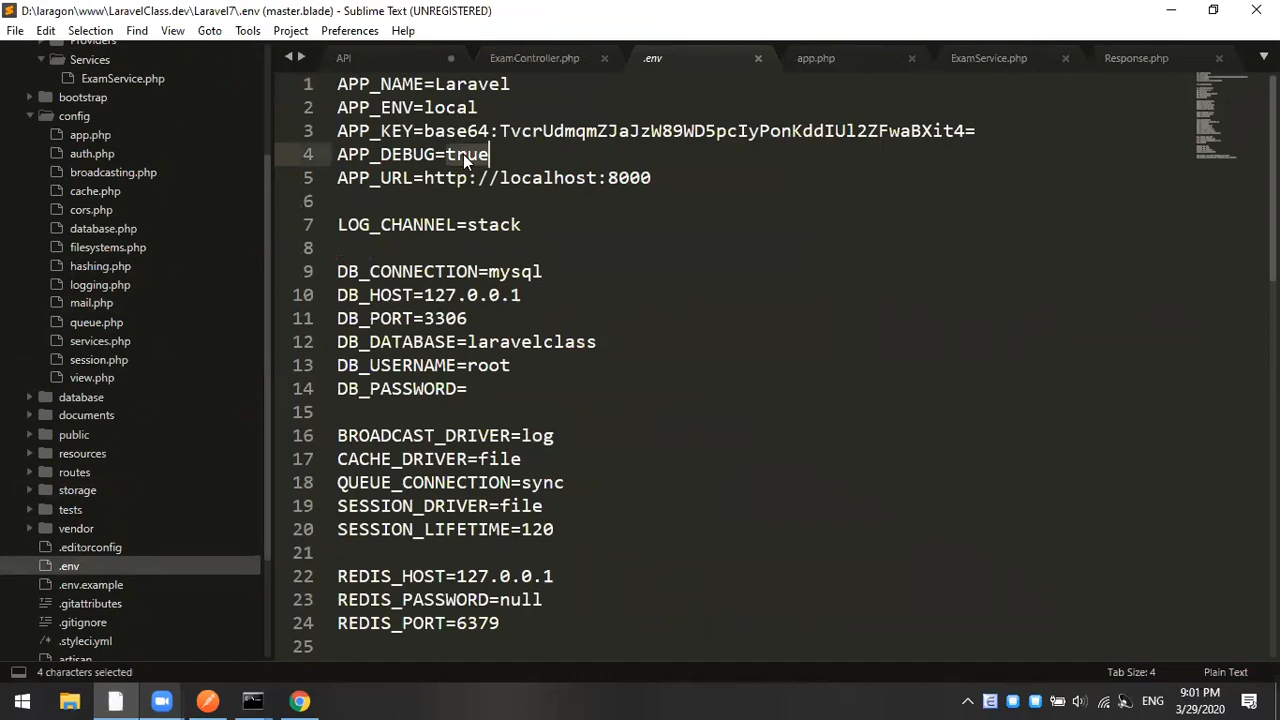 D:\laragon\www\LaravelClass.dev\Laravel7\.env (master.blade) - Sublime Text (UNREGISTERED)
File Edit Selection Find View Goto Tools Project Preferences Help
Providers
Services
ExamService.php
bootstrap
config
app.php
auth.php
broadcasting.php
cache.php
cors.php
database.php
filesystems.php
hashing.php
logging.php
mail.php
queue.php
services.php
session.php
view.php
database
documents
public
resources
routes
storage
tests
vendor
.editorconfig
.env
.env.example
.gitattributes
.gitignore
.styleci.yml
artisan
API ExamController.php .env app.php ExamService.php Response.php
1 APP_NAME=Laravel
2 APP_ENV=local
3 APP_KEY=base64:TvcrUdmqmZJaJzW89WD5pcIyPonKddIUl2ZFwaBXit4=
4 APP_DEBUG=true
5 APP_URL=http://localhost:8000
6
7 LOG_CHANNEL=stack
8
9 DB_CONNECTION=mysql
10 DB_HOST=127.0.0.1
11 DB_PORT=3306
12 DB_DATABASE=laravelclass
13 DB_USERNAME=root
14 DB_PASSWORD=
15
16 BROADCAST_DRIVER=log
17 CACHE_DRIVER=file
18 QUEUE_CONNECTION=sync
19 SESSION_DRIVER=file
20 SESSION_LIFETIME=120
21
22 REDIS_HOST=127.0.0.1
23 REDIS_PASSWORD=null
24 REDIS_PORT=6379
25
4 characters selected Tab Size: 4 Plain Text
ENG
9:01 PM
3/29/2020